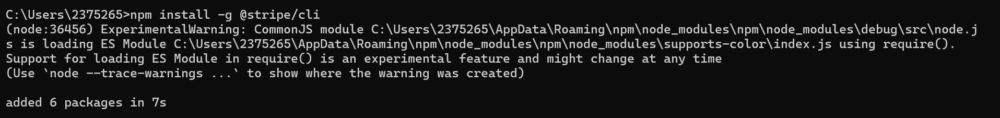 C:\Users\2375265>npm install -g @stripe/cli
(node:36456) ExperimentalWarning: CommonJS module C:\Users\2375265\AppData\Roaming\npm\node_modules\npm\node_modules\debug\src\node.j
s is loading ES Module C:\Users\2375265\AppData\Roaming\npm\node_modules\npm\node_modules\supports-color\index.js using require().
Support for loading ES Module in require() is an experimental feature and might change at any time
(Use `node --trace-warnings ...` to show where the warning was created)
added 6 packages in 7s